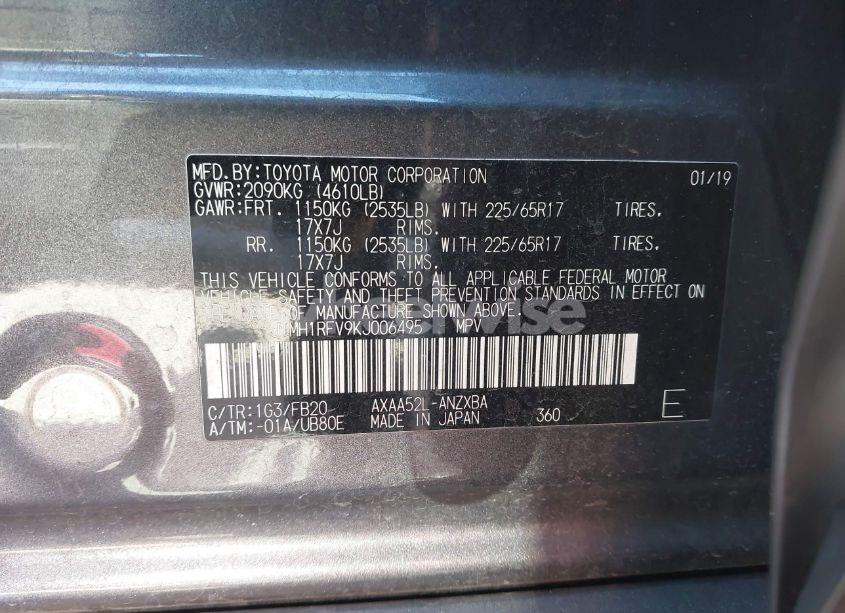 MFD.BY:TOYOTA MOTOR CORPORATION 01/19
GVWR:2090KG (4610LB)
GAWR:FRT. 1150KG (2535LB) WITH 225/65R17 TIRES.
17X7J RIMS.
RR. 1150KG (2535LB) WITH 225/65R17 TIRES.
17X7J RIMS.
THIS VEHICLE CONFORMS TO ALL APPLICABLE FEDERAL MOTOR
VEHICLE SAFETY AND THEFT PREVENTION STANDARDS IN EFFECT ON
THE DATE OF MANUFACTURE SHOWN ABOVE.
MPV
C/TR:1G3/FB20 AXAA52L-ANZXBA
A/TM:-01A/UB80E MADE IN JAPAN 360 E